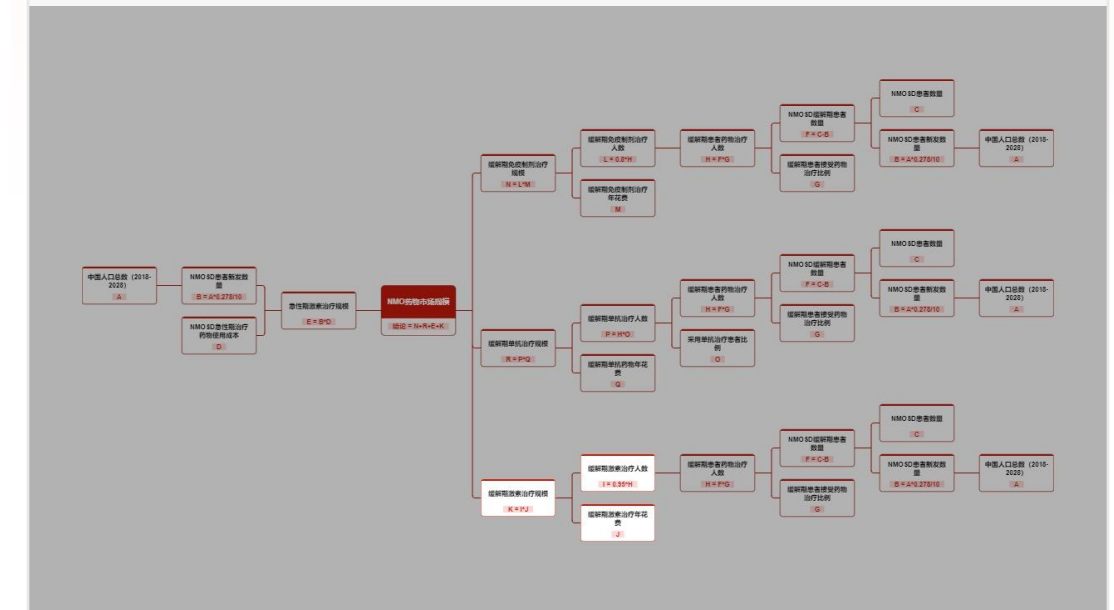 NMOSD患者数量
C
NMOSD缓解期患者
数量
F = C-B
缓解期免疫制剂治疗
人数
L = 0.8*H
缓解期患者药物治疗
人数
H = F*G
NMOSD患者新发数
量
B = A*0.278/10
中国人口总数（2018-
2028）
A
缓解期免疫制剂治疗
规模
N = L*M
缓解期患者接受药物
治疗比例
G
缓解期免疫制剂治疗
年花费
M
NMOSD患者数量
C
NMOSD缓解期患者
数量
F = C-B
中国人口总数（2018-
2028）
A
NMOSD患者新发数
量
B = A*0.278/10
急性期激素治疗规模
E = B*D
NMOSD急性期治疗
药物使用成本
D
NMO药物市场规模
结论 = N+R+E+K
缓解期患者药物治疗
人数
H = F*G
NMOSD患者新发数
量
B = A*0.278/10
中国人口总数（2018-
2028）
A
缓解期单抗治疗人数
P = H*O
缓解期患者接受药物
治疗比例
G
缓解期单抗治疗规模
R = P*Q
采用单抗治疗患者比
例
O
缓解期单抗药物年花
费
Q
NMOSD患者数量
C
NMOSD缓解期患者
数量
F = C-B
缓解期激素治疗人数
I = 0.95*H
缓解期患者药物治疗
人数
H = F*G
NMOSD患者新发数
量
B = A*0.278/10
中国人口总数（2018-
2028）
A
缓解期激素治疗规模
K = I*J
缓解期患者接受药物
治疗比例
G
缓解期激素治疗年花
费
J